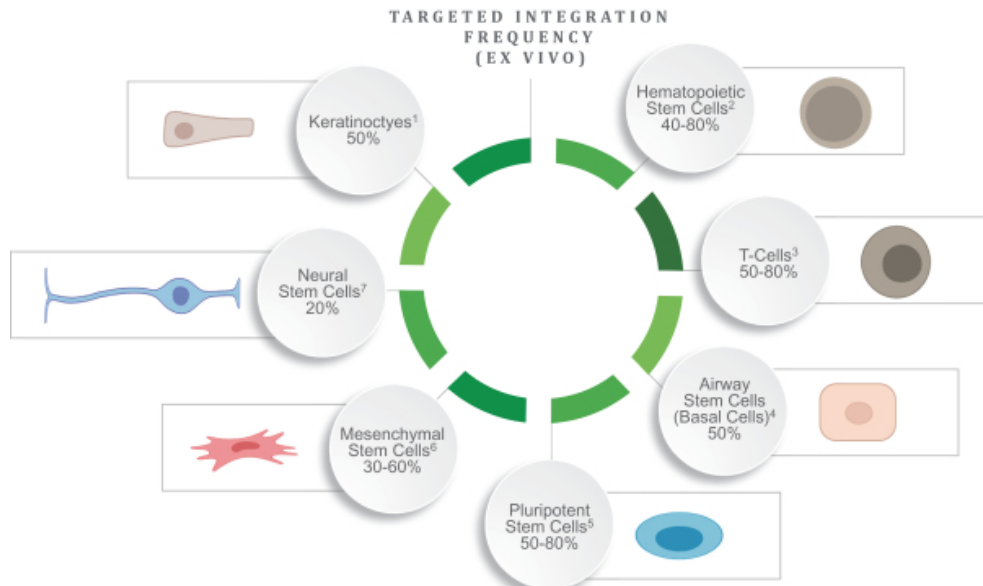 TARGETED INTEGRATION
FREQUENCY
(EX VIVO)
Keratinoctyes¹
50%
Hematopoietic
Stem Cells²
40-80%
T-Cells³
50-80%
Airway
Stem Cells
(Basal Cells)⁴
50%
Pluripotent
Stem Cells⁵
50-80%
Mesenchymal
Stem Cells⁶
30-60%
Neural
Stem Cells⁷
20%